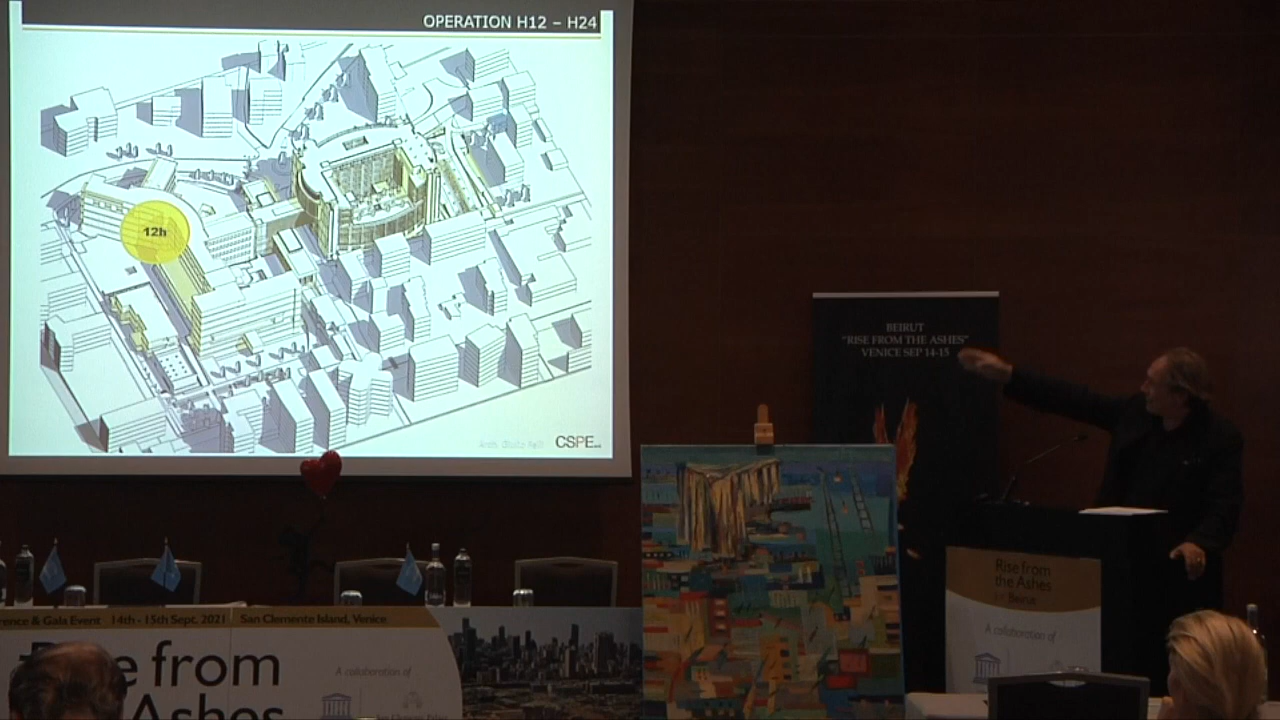 OPERATION H12 – H24
12h
CSPE
BEIRUT
"RISE FROM THE ASHES"
VENICE SEP 14-15
Rise from
the Ashes
Beirut
A collaboration of
rence & Gala Event 14th - 15th Sept. 2021 San Clemente Island, Venice
e from
Ashes
A collaboration of